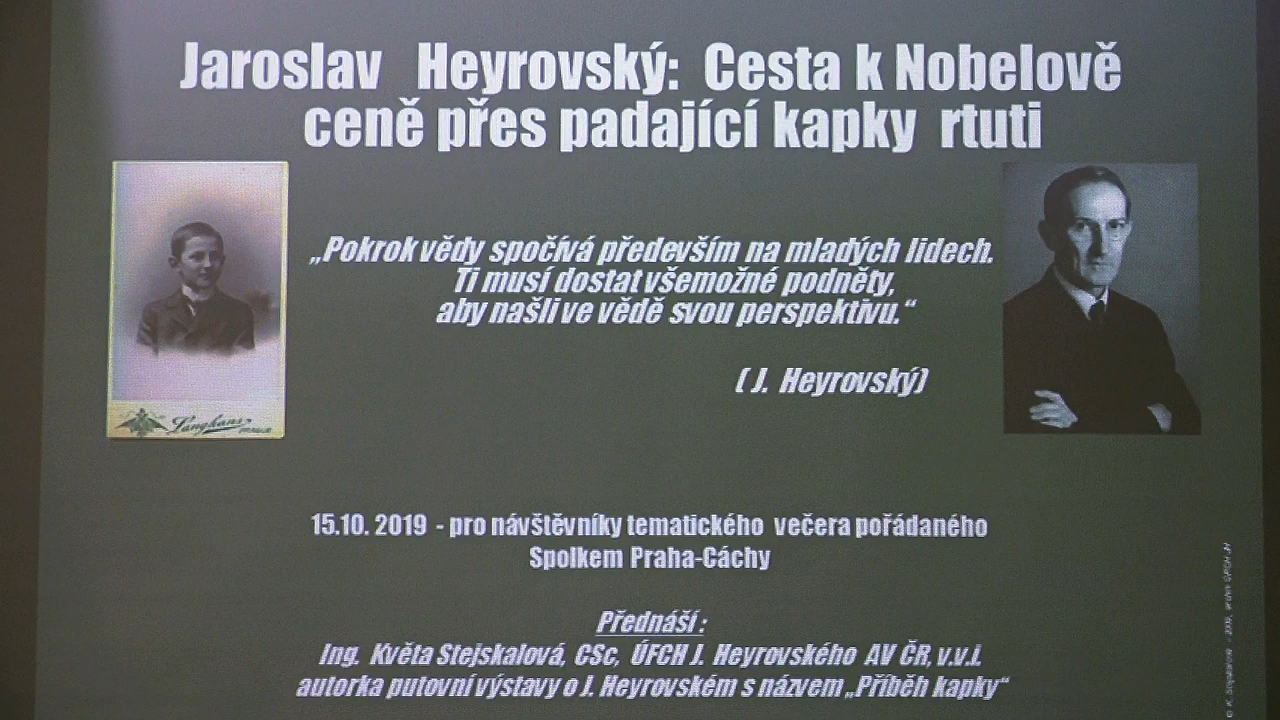 Jaroslav Heyrovský: Cesta k Nobelově
ceně přes padající kapky rtuti
„Pokrok vědy spočívá především na mladých lidech.
Ti musí dostat všemožné podněty,
aby našli ve vědě svou perspektivu.“
( J. Heyrovský)
Langhans
15.10. 2019 - pro návštěvníky tematického večera pořádaného
Spolkem Praha-Cáchy
Přednáší :
Ing. Květa Stejskalová, CSc, ÚFCH J. Heyrovského AV ČR, v.v.i.
autorka putovní výstavy o J. Heyrovském s názvem „Příběh kapky“